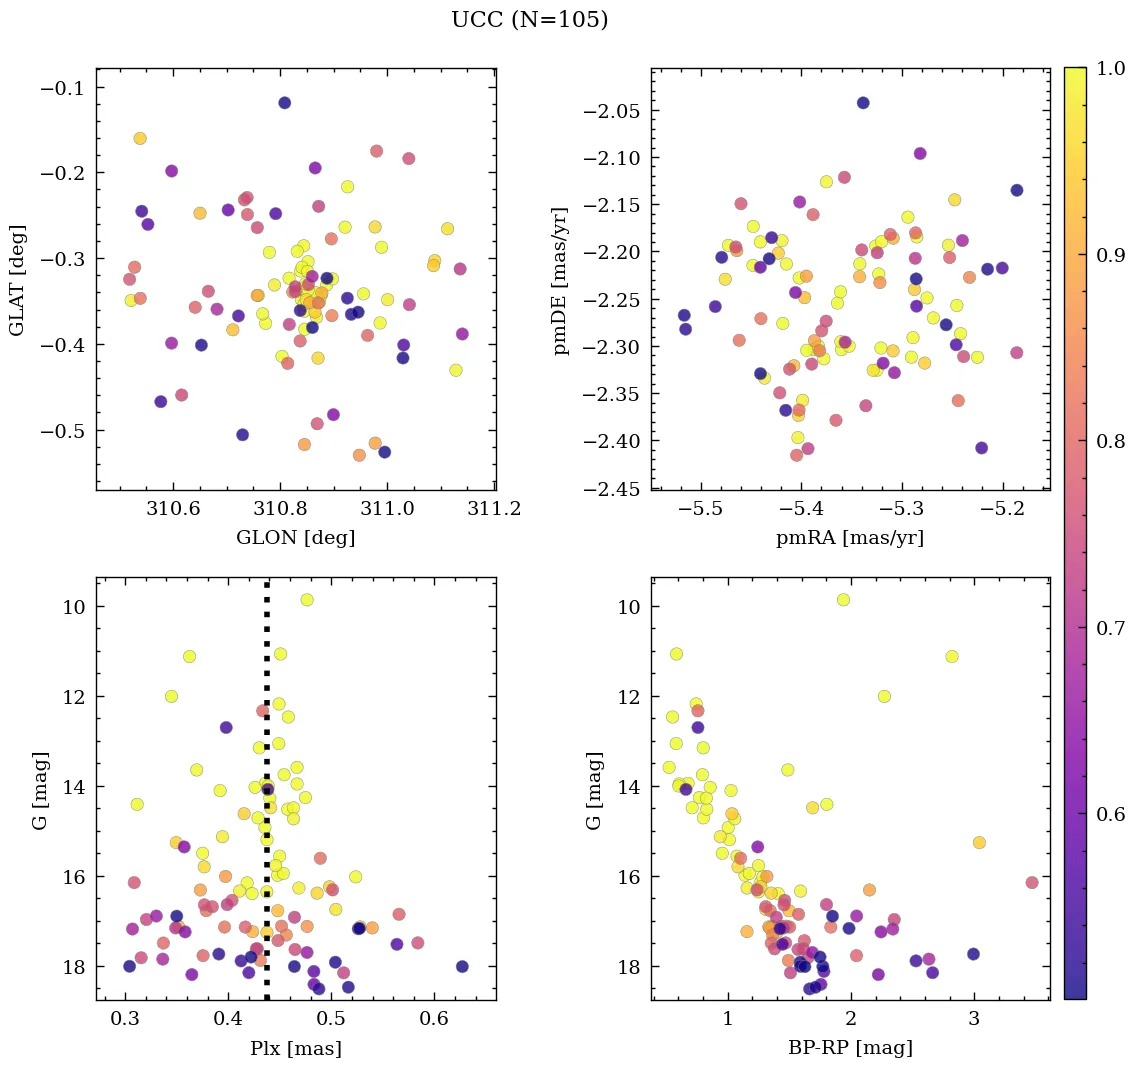 UCC (N=105)
−0.1
−0.2
−0.3
−0.4
−0.5
GLAT [deg]
310.6 310.8 311.0 311.2
GLON [deg]
−2.05
−2.10
−2.15
−2.20
−2.25
−2.30
−2.35
−2.40
−2.45
pmDE [mas/yr]
−5.5 −5.4 −5.3 −5.2
pmRA [mas/yr]
1.0
0.9
0.8
0.7
0.6
10
12
14
16
18
G [mag]
0.3 0.4 0.5 0.6
Plx [mas]
10
12
14
16
18
G [mag]
1 2 3
BP-RP [mag]